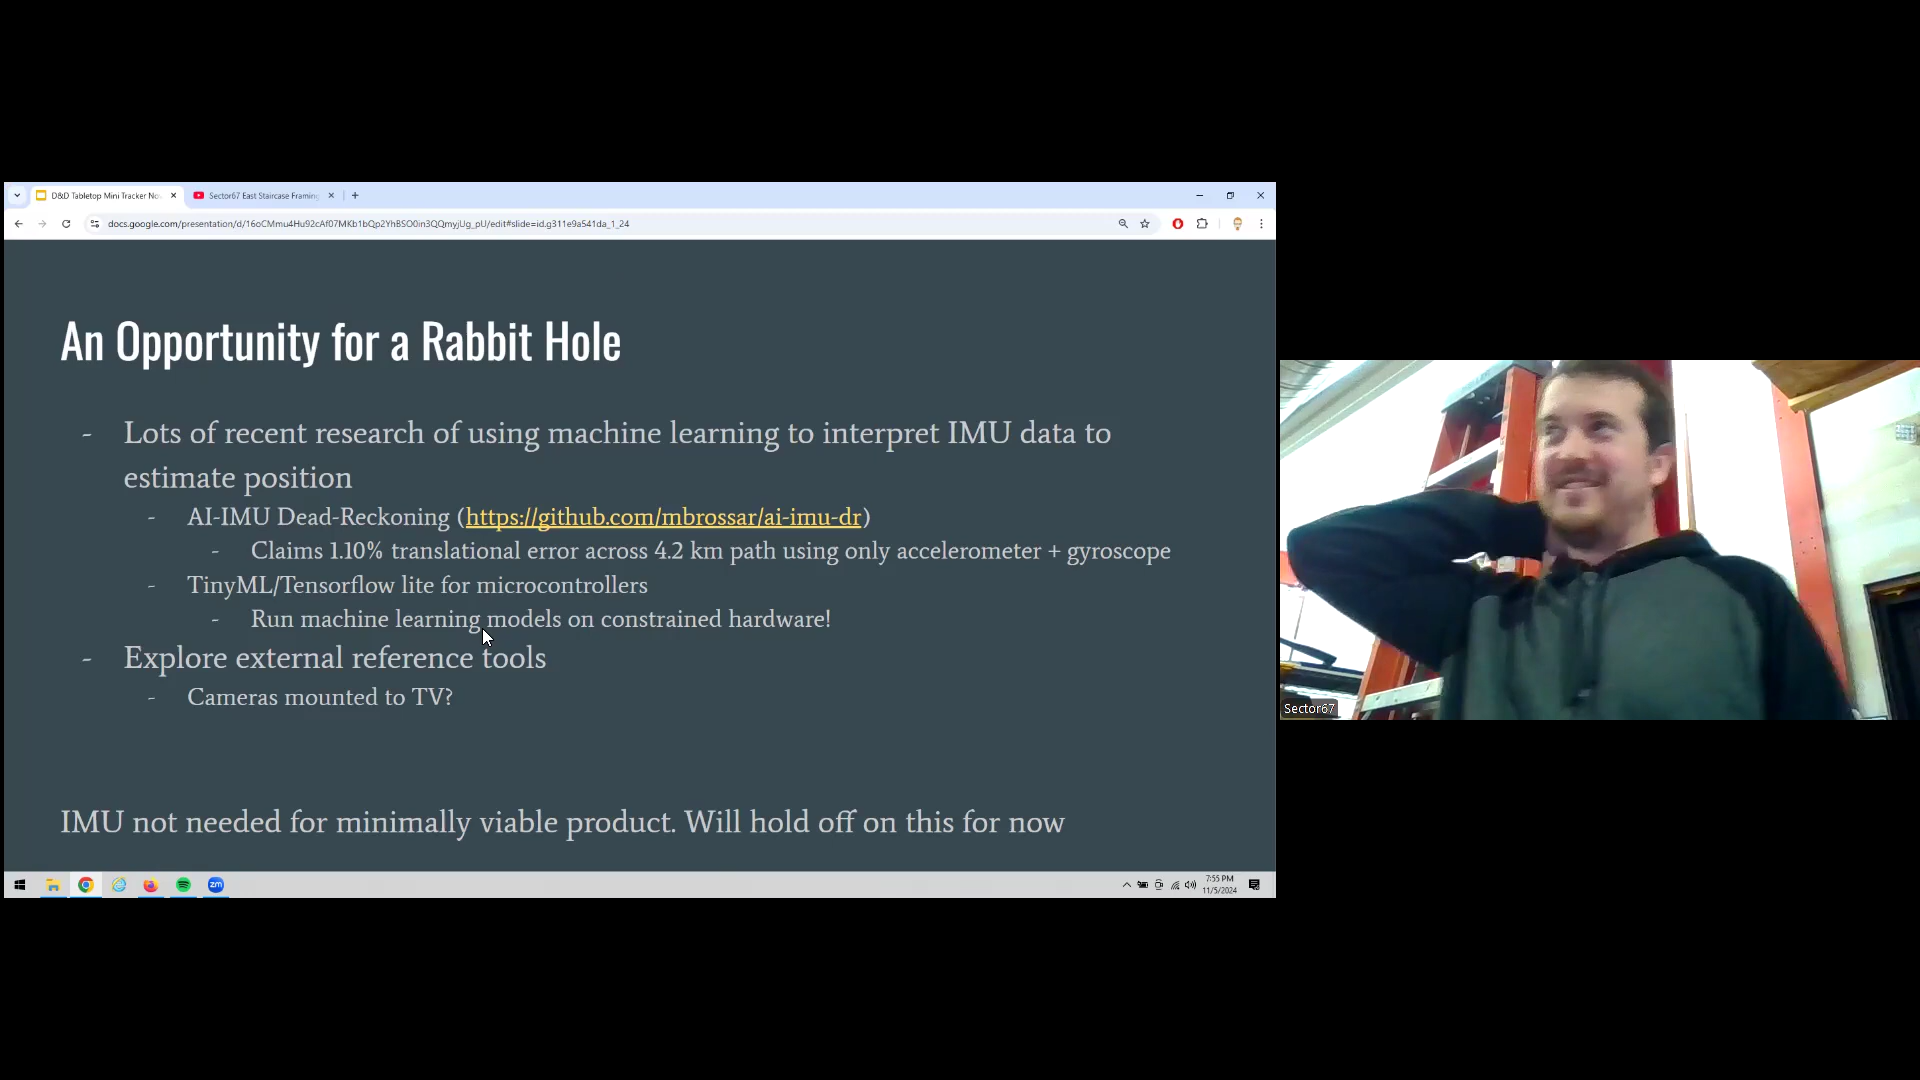 D&D Tabletop Mini Tracker No
Sector67 East Staircase Framing
docs.google.com/presentation/d/16oCMmu4Hu92cAf07MKb1bQp2YhBSO0in3QQmyjUg_pU/edit#slide=id.g311e9a541da_1_24
An Opportunity for a Rabbit Hole
- Lots of recent research of using machine learning to interpret IMU data to
estimate position
- AI-IMU Dead-Reckoning (https://github.com/mbrossar/ai-imu-dr)
- Claims 1.10% translational error across 4.2 km path using only accelerometer + gyroscope
- TinyML/Tensorflow lite for microcontrollers
- Run machine learning models on constrained hardware!
- Explore external reference tools
- Cameras mounted to TV?
IMU not needed for minimally viable product. Will hold off on this for now
zm
7:55 PM
11/5/2024
Sector67